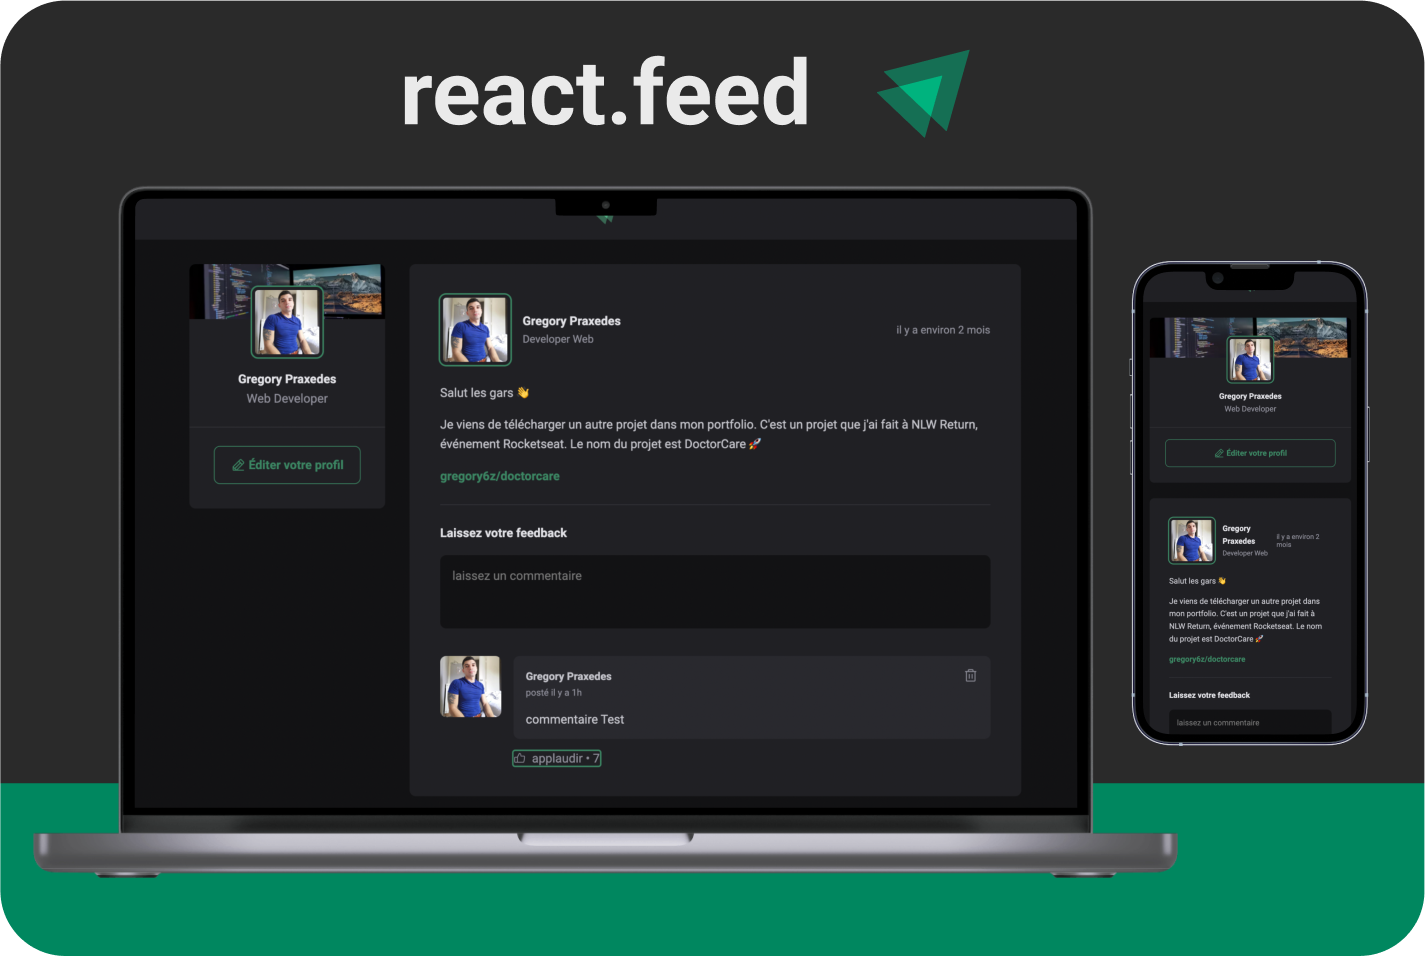 react.feed
Gregory Praxedes
Web Developer
Éditer votre profil
Gregory Praxedes
Developer Web
il y a environ 2 mois
Salut les gars 👋
Je viens de télécharger un autre projet dans mon portfolio. C'est un projet que j'ai fait à NLW Return,
événement Rocketseat. Le nom du projet est DoctorCare 🚀
gregory6z/doctorcare
Laissez votre feedback
laissez un commentaire
Gregory Praxedes
posté il y a 1h
commentaire Test
applaudir • 7
Gregory Praxedes
Web Developer
Éditer votre profil
Gregory
Praxedes
Developer Web
il y a environ 2
mois
Salut les gars 👋
Je viens de télécharger un autre projet dans
mon portfolio. C'est un projet que j'ai fait à
NLW Return, événement Rocketseat. Le nom
du projet est DoctorCare 🚀
gregory6z/doctorcare
Laissez votre feedback
laissez un commentaire